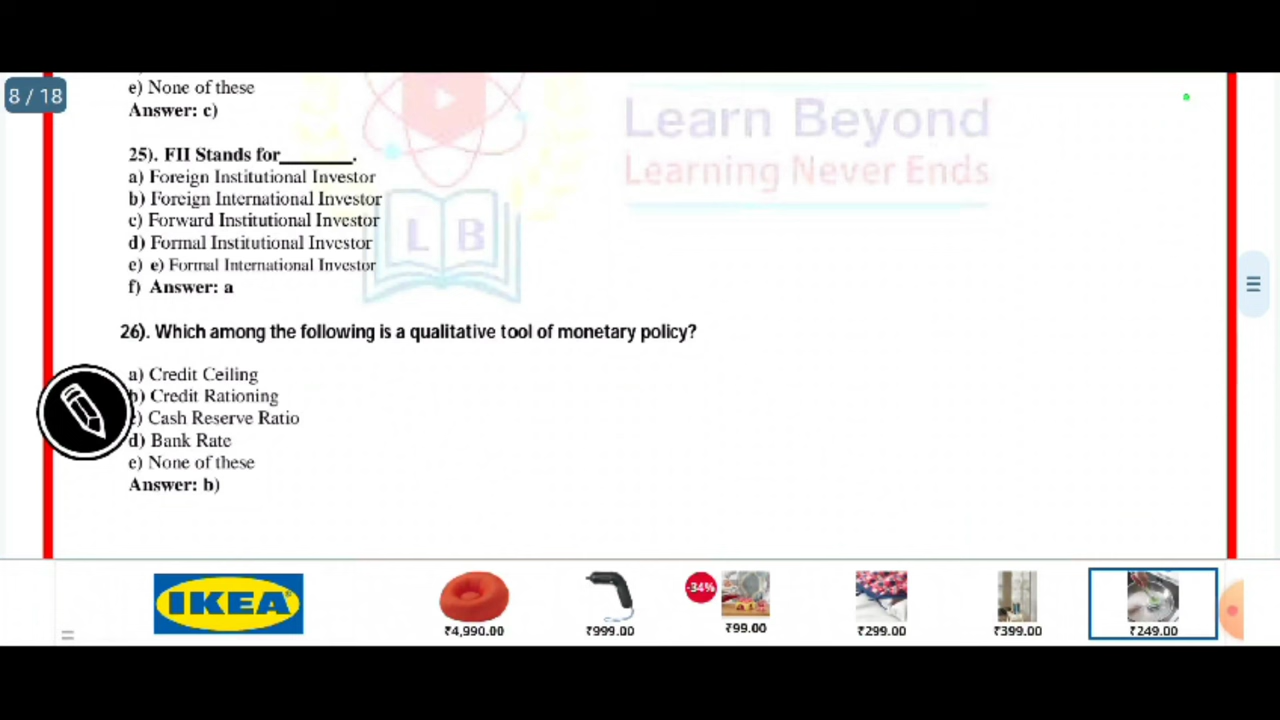 8 / 18
e) None of these
Answer: c)
Learn Beyond
Learning Never Ends
25). FII Stands for_______.
a) Foreign Institutional Investor
b) Foreign International Investor
c) Forward Institutional Investor
d) Formal Institutional Investor
e) e) Formal International Investor
f) Answer: a
L B
26). Which among the following is a qualitative tool of monetary policy?
a) Credit Ceiling
b) Credit Rationing
c) Cash Reserve Ratio
d) Bank Rate
e) None of these
Answer: b)
IKEA
-34%
₹4,990.00 ₹999.00 ₹99.00 ₹299.00 ₹399.00 ₹249.00